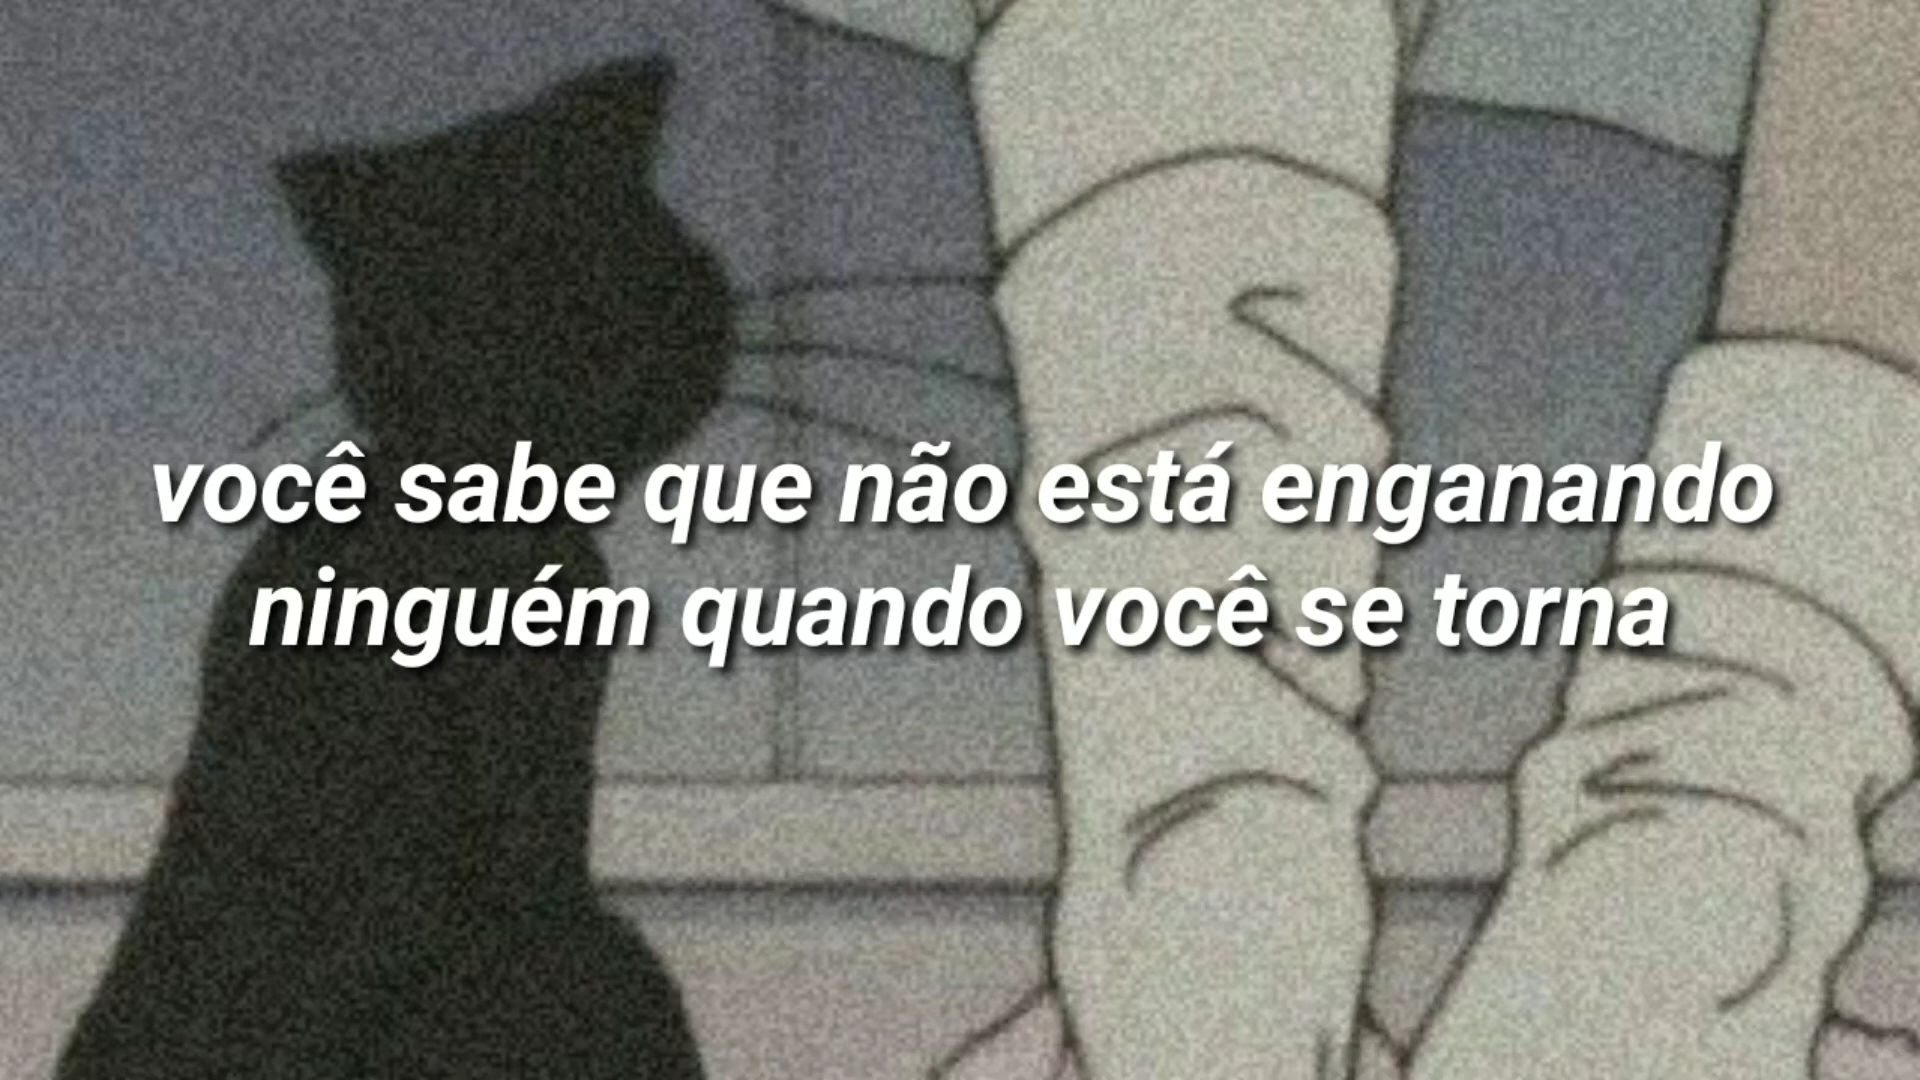 você sabe que não está enganando
ninguém quando você se torna